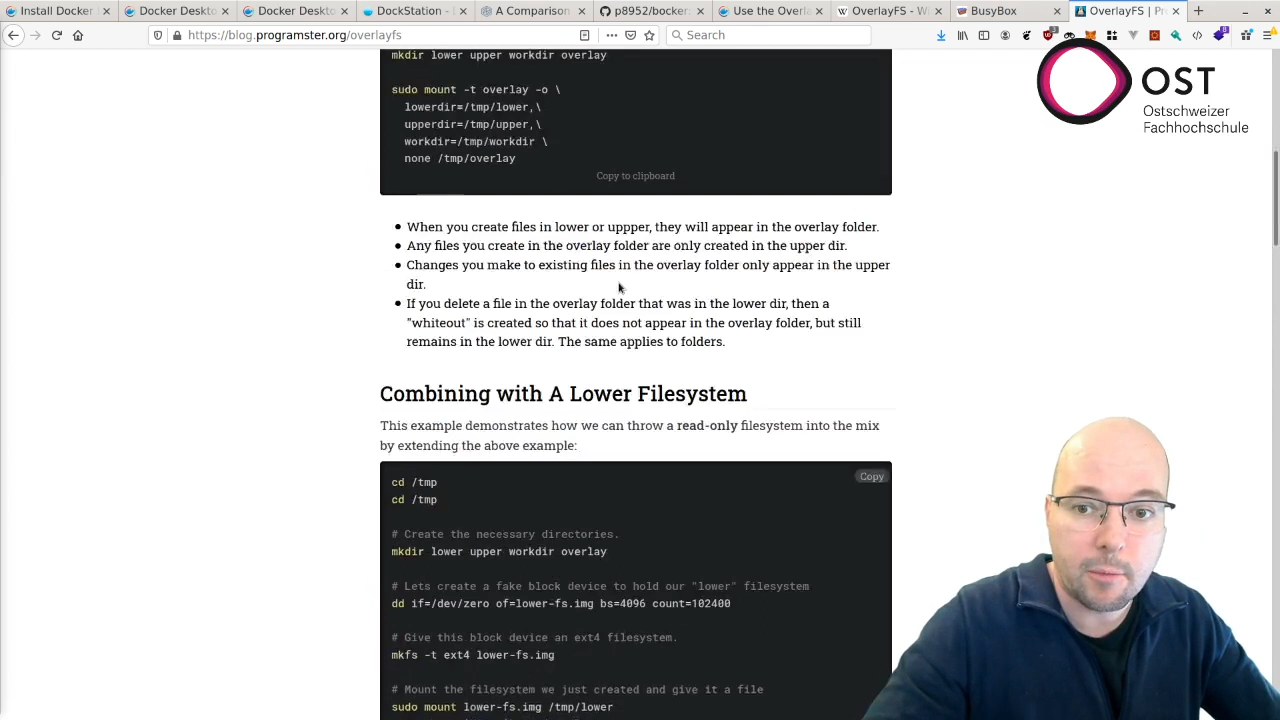 Install Docker
Docker Deskto
Docker Deskto
DockStation -
A Comparison
p8952/bocker:
Use the Overla
OverlayFS - Wi
BusyBox
OverlayFS | Pr
https://blog.programster.org/overlayfs
Search
mkdir lower upper workdir overlay
sudo mount -t overlay -o \
lowerdir=/tmp/lower,\
upperdir=/tmp/upper,\
workdir=/tmp/workdir \
none /tmp/overlay
Copy to clipboard
OST
Ostschweizer
Fachhochschule
• When you create files in lower or uppper, they will appear in the overlay folder.
• Any files you create in the overlay folder are only created in the upper dir.
• Changes you make to existing files in the overlay folder only appear in the upper
dir.
• If you delete a file in the overlay folder that was in the lower dir, then a
"whiteout" is created so that it does not appear in the overlay folder, but still
remains in the lower dir. The same applies to folders.
Combining with A Lower Filesystem
This example demonstrates how we can throw a read-only filesystem into the mix
by extending the above example:
Copy
cd /tmp
cd /tmp
# Create the necessary directories.
mkdir lower upper workdir overlay
# Lets create a fake block device to hold our "lower" filesystem
dd if=/dev/zero of=lower-fs.img bs=4096 count=102400
# Give this block device an ext4 filesystem.
mkfs -t ext4 lower-fs.img
# Mount the filesystem we just created and give it a file
sudo mount lower-fs.img /tmp/lower